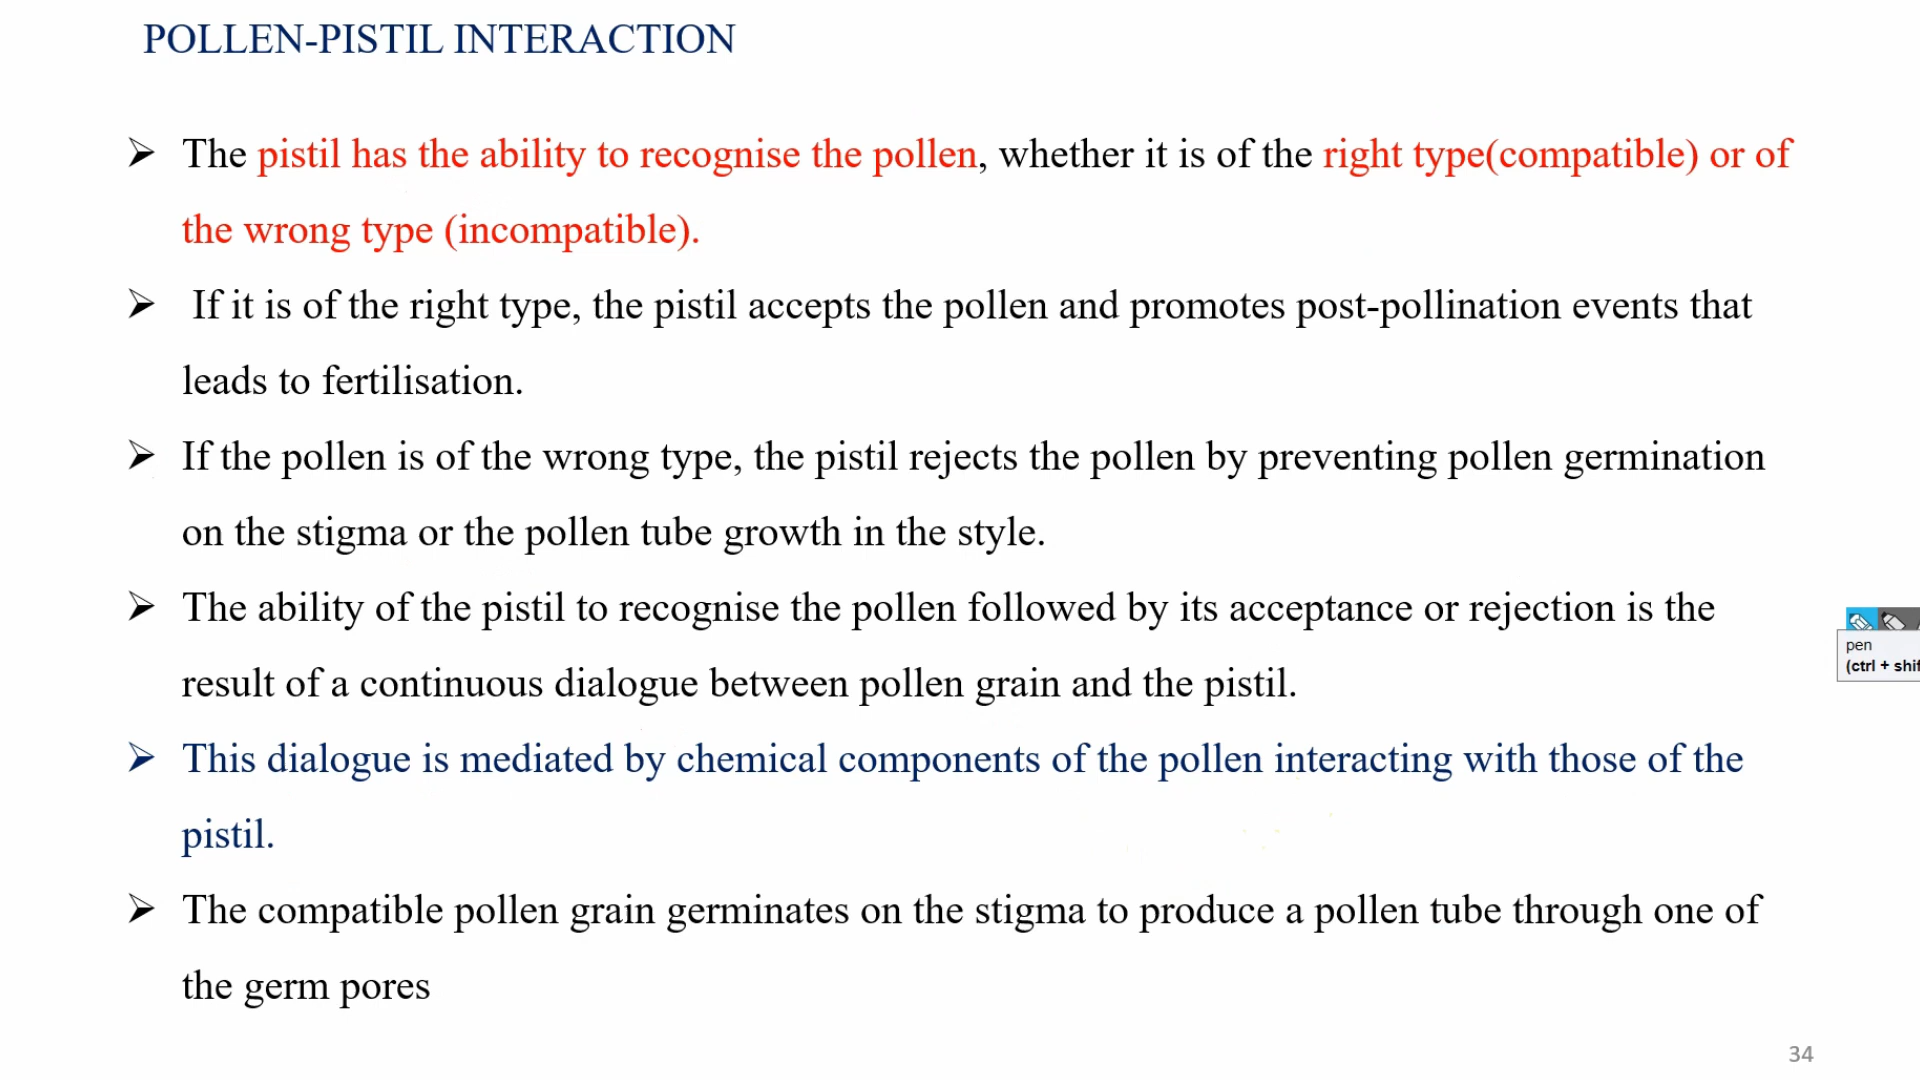 POLLEN-PISTIL INTERACTION
➢ The pistil has the ability to recognise the pollen, whether it is of the right type(compatible) or of
the wrong type (incompatible).
➢ If it is of the right type, the pistil accepts the pollen and promotes post-pollination events that
leads to fertilisation.
➢ If the pollen is of the wrong type, the pistil rejects the pollen by preventing pollen germination
on the stigma or the pollen tube growth in the style.
➢ The ability of the pistil to recognise the pollen followed by its acceptance or rejection is the
result of a continuous dialogue between pollen grain and the pistil.
➢ This dialogue is mediated by chemical components of the pollen interacting with those of the
pistil.
➢ The compatible pollen grain germinates on the stigma to produce a pollen tube through one of
the germ pores
pen
(ctrl + shif
34